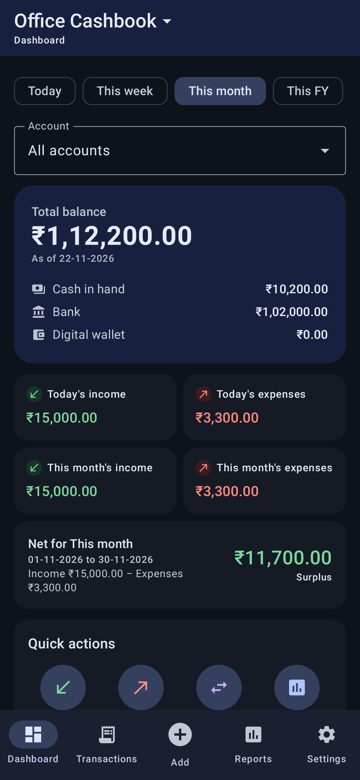 Office Cashbook
Dashboard
Today
This week
This month
This FY
Account
All accounts
Total balance
₹1,12,200.00
As of 22-11-2026
Cash in hand ₹10,200.00
Bank ₹1,02,000.00
Digital wallet ₹0.00
Today's income
₹15,000.00
Today's expenses
₹3,300.00
This month's income
₹15,000.00
This month's expenses
₹3,300.00
Net for This month
01-11-2026 to 30-11-2026
Income ₹15,000.00 − Expenses
₹3,300.00
₹11,700.00
Surplus
Quick actions
Dashboard
Transactions
Add
Reports
Settings